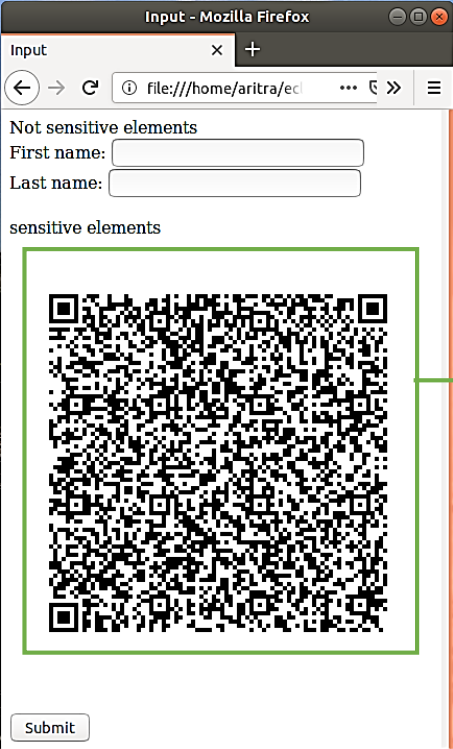 Input - Mozilla Firefox
Input
file:///home/aritra/ec
Not sensitive elements
First name:
Last name:
sensitive elements
Submit